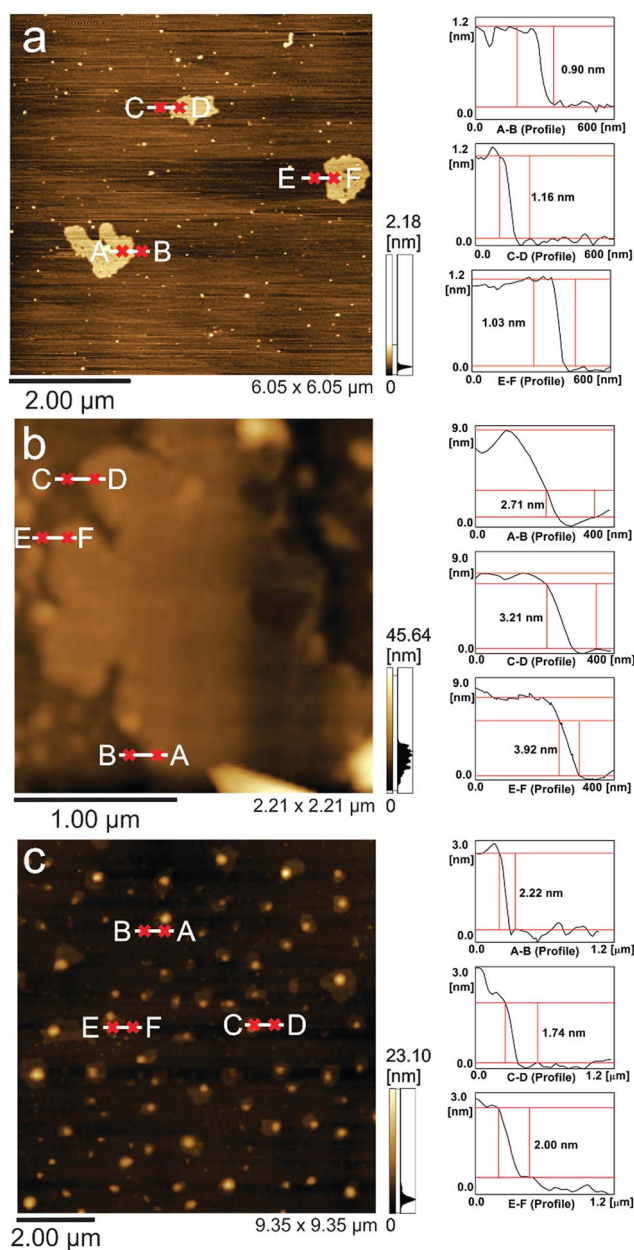 a
C D
E F
A B
2.00 μm
6.05 x 6.05 μm
2.18
[nm]
0
1.2
[nm]
0.90 nm
0.0
0.0
600 [nm]
A-B (Profile)
1.2
[nm]
1.16 nm
0.0
0.0
600 [nm]
C-D (Profile)
1.2
[nm]
1.03 nm
0.0
0.0
600 [nm]
E-F (Profile)
b
C D
E F
B A
1.00 μm
2.21 x 2.21 μm
45.64
[nm]
0
9.0
[nm]
2.71 nm
0.0
0.0
400 [nm]
A-B (Profile)
9.0
[nm]
3.21 nm
0.0
0.0
400 [nm]
C-D (Profile)
9.0
[nm]
3.92 nm
0.0
0.0
400 [nm]
E-F (Profile)
c
B A
E F
C D
2.00 μm
9.35 x 9.35 μm
23.10
[nm]
0
3.0
[nm]
2.22 nm
0.0
0.0
1.2 [μm]
A-B (Profile)
3.0
[nm]
1.74 nm
0.0
0.0
1.2 [μm]
C-D (Profile)
3.0
[nm]
2.00 nm
0.0
0.0
1.2 [μm]
E-F (Profile)